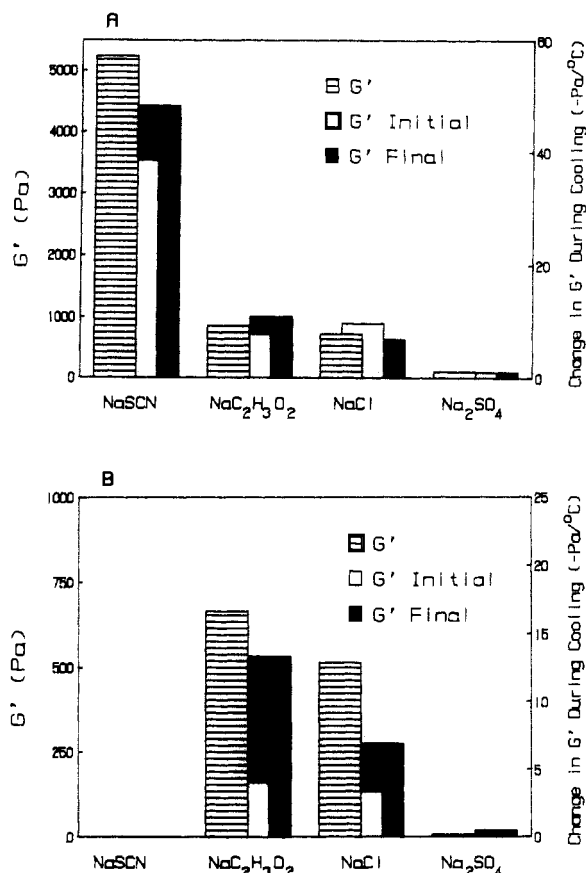 A
G' (Pa)
5000
4000
3000
2000
1000
0
G'
G' Initial
G' Final
60
40
20
0
Change in G' During Cooling (-Pa/°C)
NaSCN NaC₂H₃O₂ NaCl Na₂SO₄
B
G' (Pa)
1000
750
500
250
0
G'
G' Initial
G' Final
25
20
15
10
5
0
Change in G' During Cooling (-Pa/°C)
NaSCN NaC₂H₃O₂ NaCl Na₂SO₄